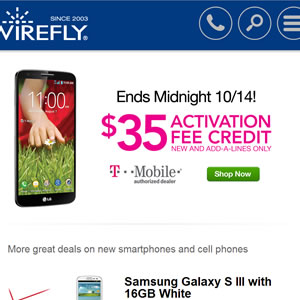 SINCE 2003
VIREFLY®
11:00
Ends Midnight 10/14!
$35 ACTIVATION
FEE CREDIT
NEW AND ADD-A-LINES ONLY
T··Mobile·
authorized dealer
Shop Now
LG
More great deals on new smartphones and cell phones
Samsung Galaxy S III with
16GB White